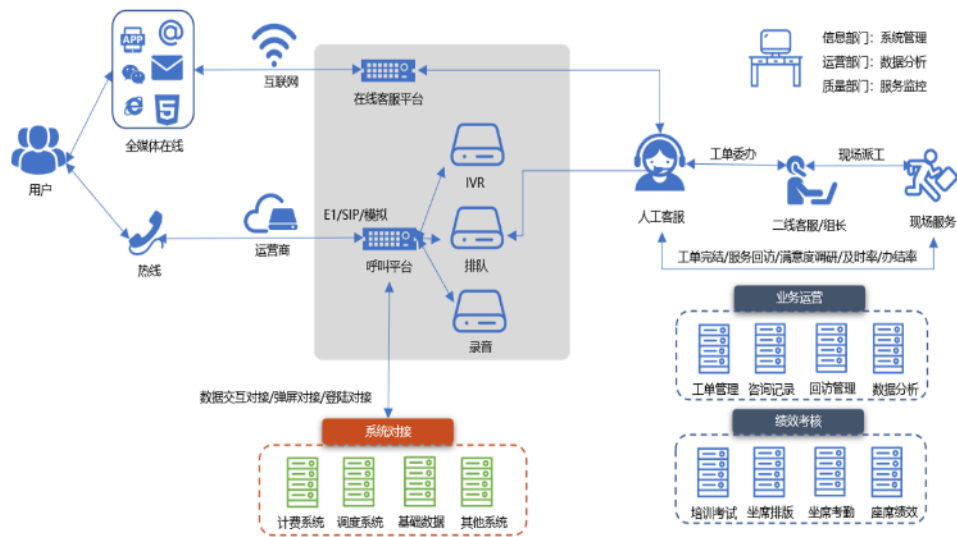 APP
@
全媒体在线
用户
热线
互联网
运营商
E1/SIP/模拟
在线客服平台
呼叫平台
IVR
排队
录音
数据交互对接/弹屏对接/登陆对接
系统对接
计费系统
调度系统
基础数据
其他系统
信息部门：系统管理
运营部门：数据分析
质量部门：服务监控
人工客服
工单委办
二线客服/组长
现场派工
现场服务
工单完结/服务回访/满意度调研/及时率/办结率
业务运营
工单管理
咨询记录
回访管理
数据分析
绩效考核
培训考试
坐席排版
坐席考勤
座席绩效